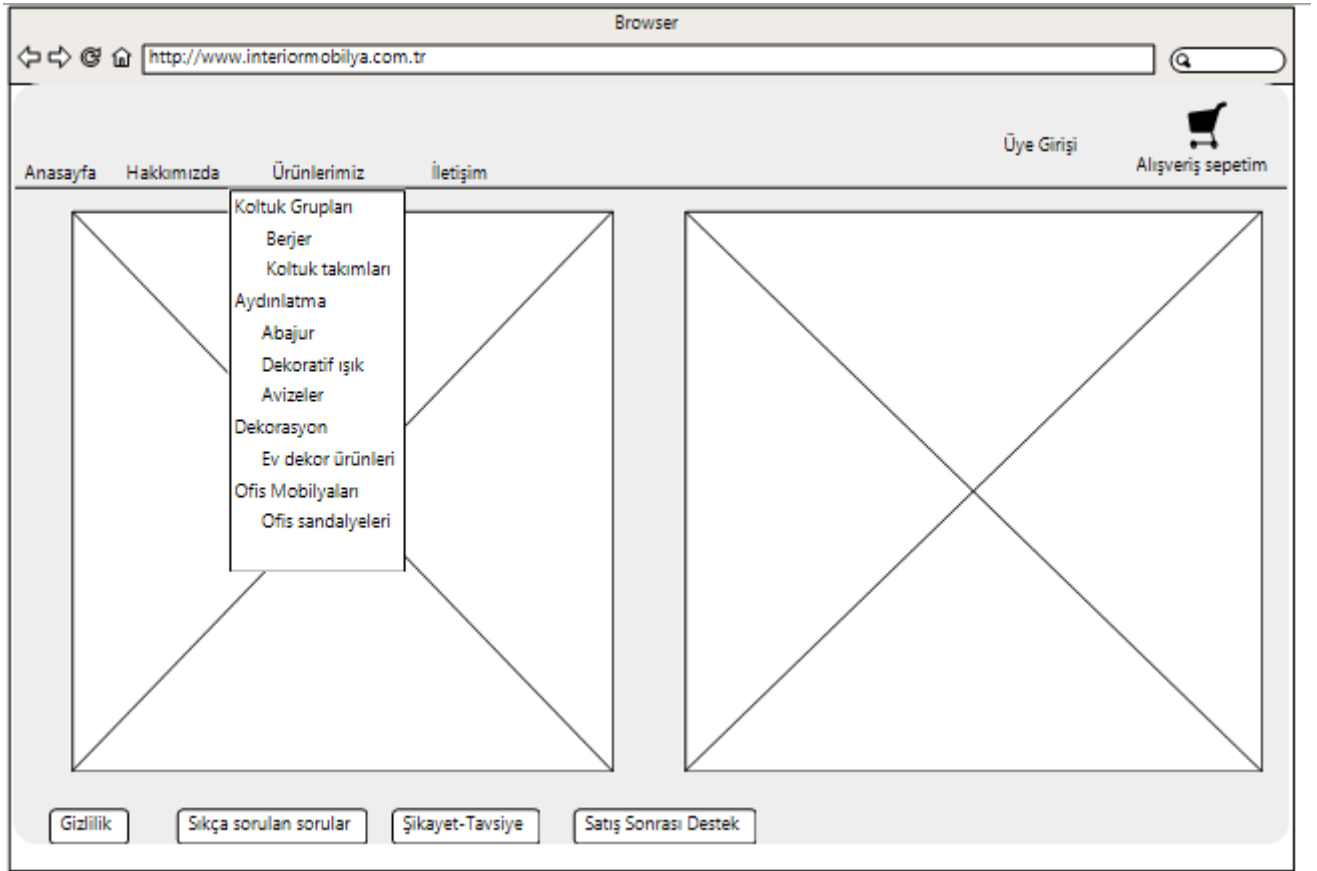 Browser
http://www.interiormobilya.com.tr
Üye Girişi
Alışveriş sepetim
Anasayfa Hakkımızda Ürünlerimiz İletişim
Koltuk Grupları
Berjer
Koltuk takımları
Aydınlatma
Abajur
Dekoratif ışık
Avizeler
Dekorasyon
Ev dekor ürünleri
Ofis Mobilyaları
Ofis sandalyeleri
Gizlilik Sıkça sorulan sorular Şikayet-Tavsiye Satış Sonrası Destek